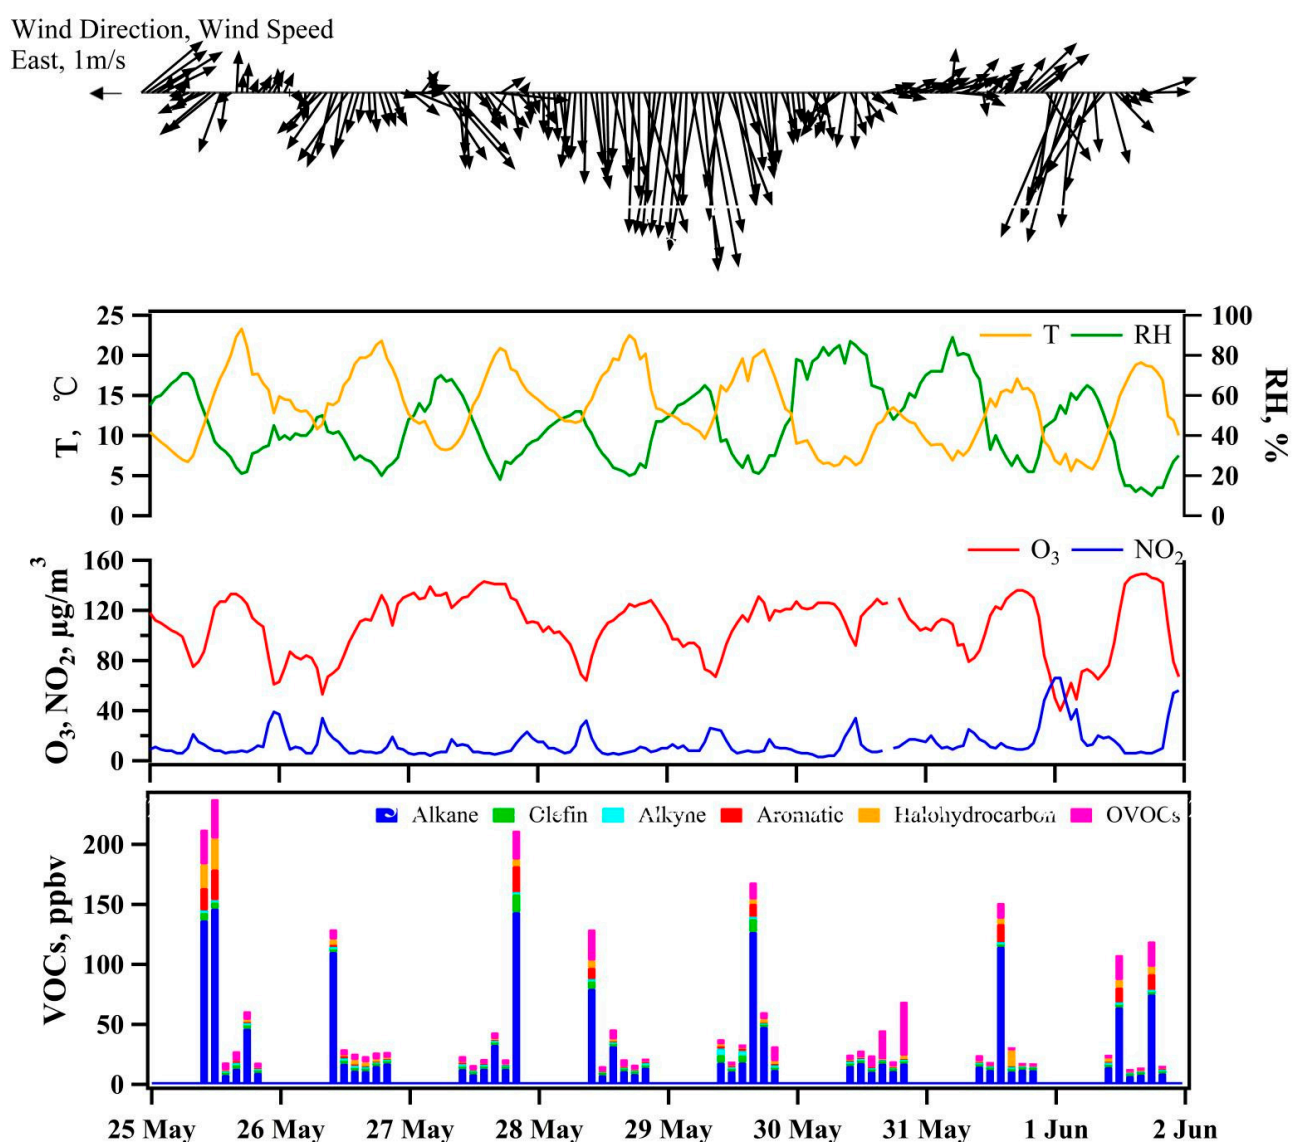 Wind Direction, Wind Speed
East, 1m/s
25 100
T RH
20 80
15 60
10 40
5 20
0 0
T, ℃
RH, %
O₃ NO₂
160
120
80
40
0
O₃, NO₂, μg/m³
Alkane Olefin Alkyne Aromatic Halohydrocarbon OVOCs
200
150
100
50
0
VOCs, ppbv
25 May 26 May 27 May 28 May 29 May 30 May 31 May 1 Jun 2 Jun